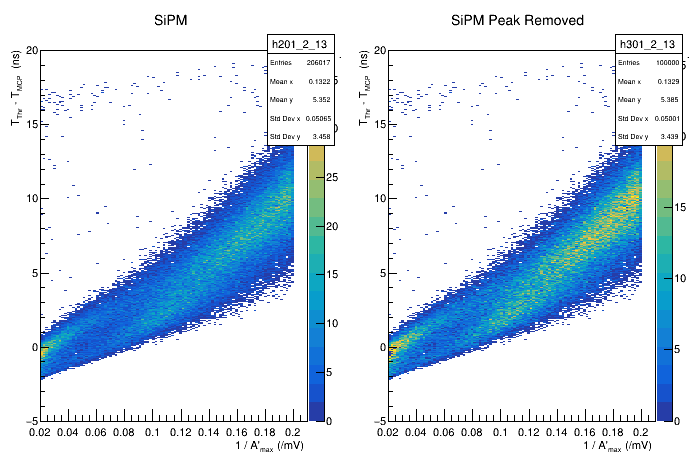 SiPM
h201_2_13
Entries 206017
Mean x 0.1322
Mean y 5.352
Std Dev x 0.05065
Std Dev y 3.458
T_Thr - T_MCP (ns)
20
15
10
5
0
−5
0.02 0.04 0.06 0.08 0.1 0.12 0.14 0.16 0.18 0.2
1 / A'_max (/mV)
25
20
15
10
5
0
SiPM Peak Removed
h301_2_13
Entries 100000
Mean x 0.1329
Mean y 5.385
Std Dev x 0.05001
Std Dev y 3.439
T_Thr - T_MCP (ns)
20
15
10
5
0
−5
0.02 0.04 0.06 0.08 0.1 0.12 0.14 0.16 0.18 0.2
1 / A'_max (/mV)
15
10
5
0